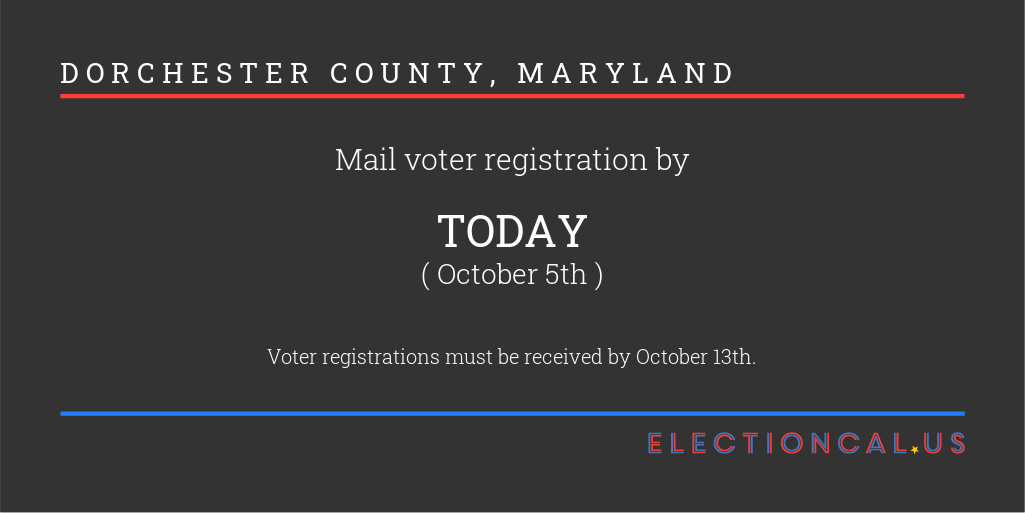 DORCHESTER COUNTY, MARYLAND
Mail voter registration by
TODAY
( October 5th )
Voter registrations must be received by October 13th.
ELECTIONCAL.US